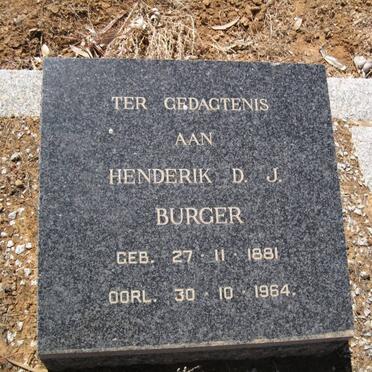 TER GEDAGTENIS
AAN
HENDERIK D. J.
BURGER
GEB. 27 · 11 · 1881
OORL. 30 · 10 · 1964.